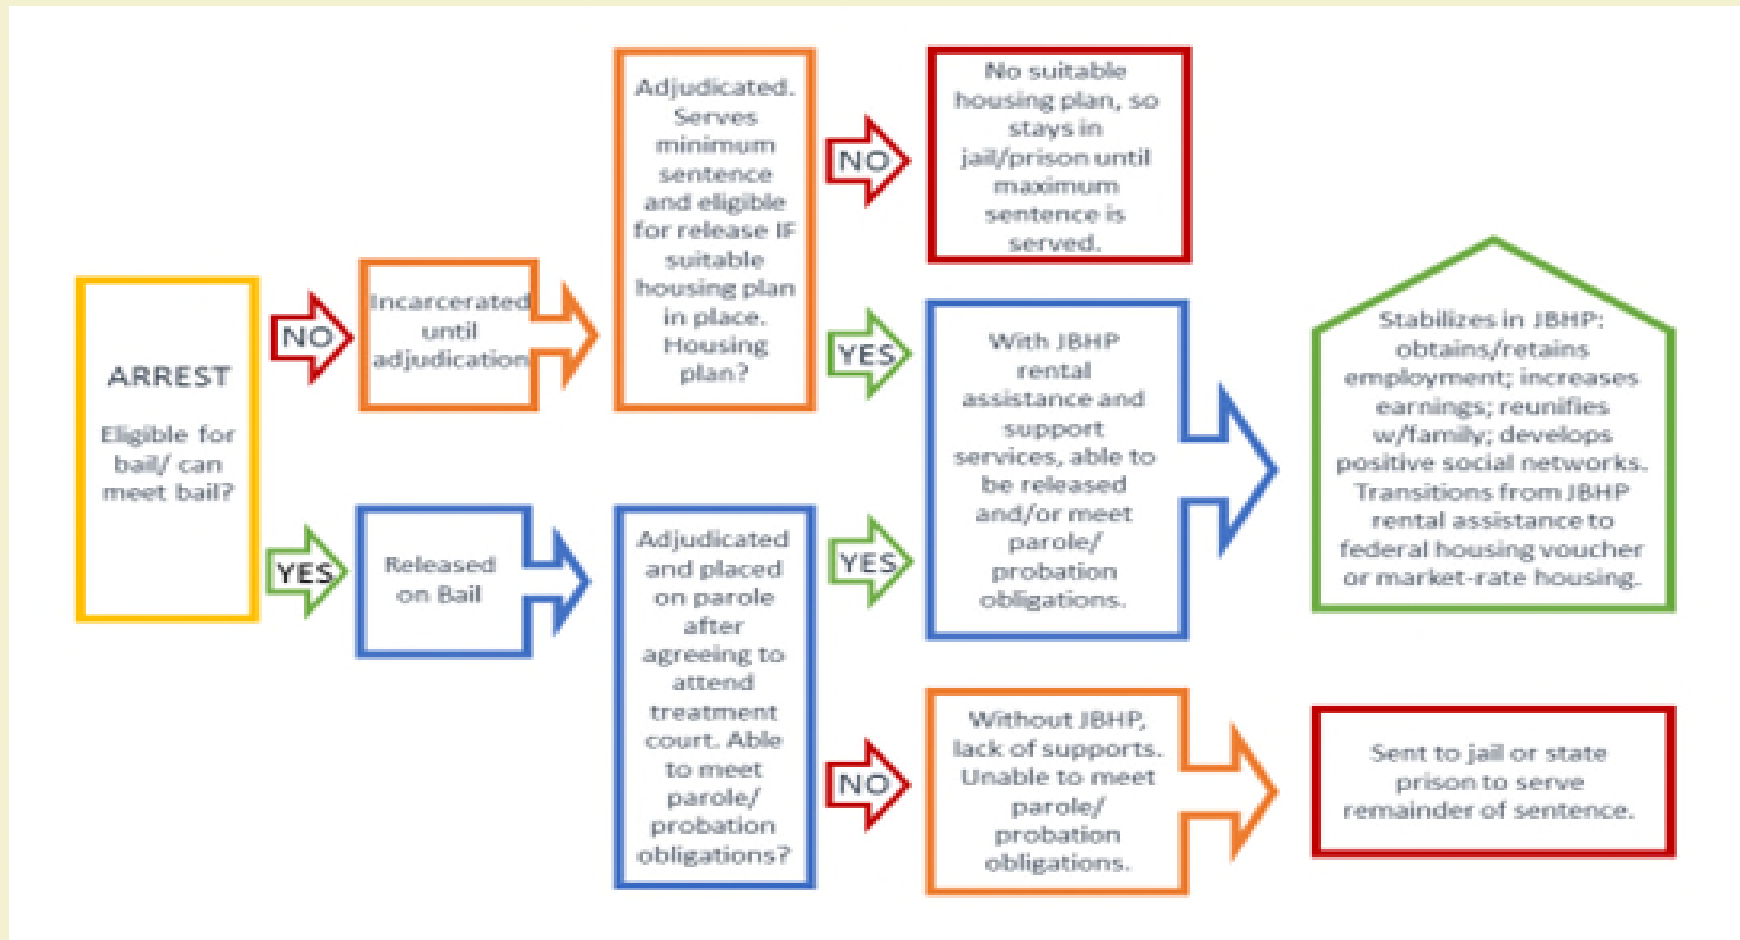 ARREST
Eligible for
bail/ can
meet bail?
NO
Incarcerated
until
adjudication
Adjudicated.
Serves
minimum
sentence
and eligible
for release IF
suitable
housing plan
in place.
Housing
plan?
NO
No suitable
housing plan, so
stays in
jail/prison until
maximum
sentence is
served.
YES
With JBHP
rental
assistance and
support
services, able to
be released
and/or meet
parole/
probation
obligations.
Stabilizes in JBHP:
obtains/retains
employment; increases
earnings; reunifies
w/family; develops
positive social networks.
Transitions from JBHP
rental assistance to
federal housing voucher
or market-rate housing.
YES
Released
on Bail
Adjudicated
and placed
on parole
after
agreeing to
attend
treatment
court. Able
to meet
parole/
probation
obligations?
YES
NO
Without JBHP,
lack of supports.
Unable to meet
parole/
probation
obligations.
Sent to jail or state
prison to serve
remainder of sentence.